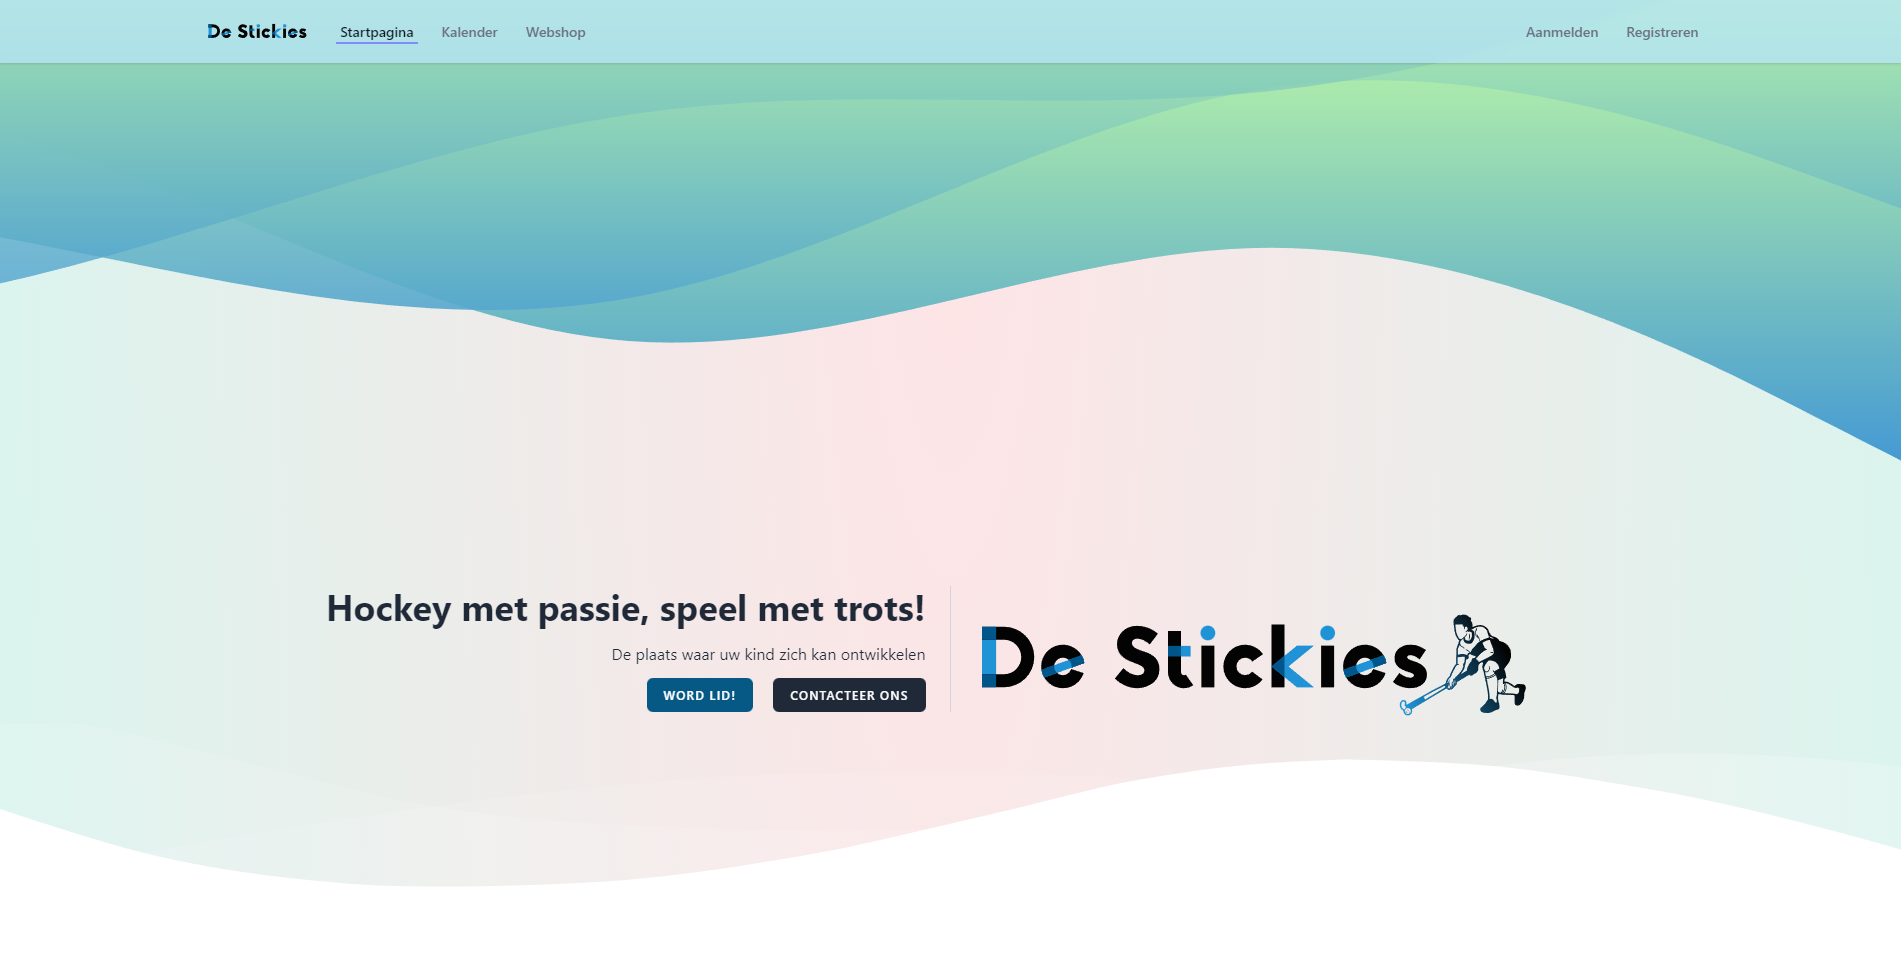 De Stickies
Startpagina
Kalender
Webshop
Aanmelden
Registreren
Hockey met passie, speel met trots!
De plaats waar uw kind zich kan ontwikkelen
WORD LID!
CONTACTEER ONS
De Stickies